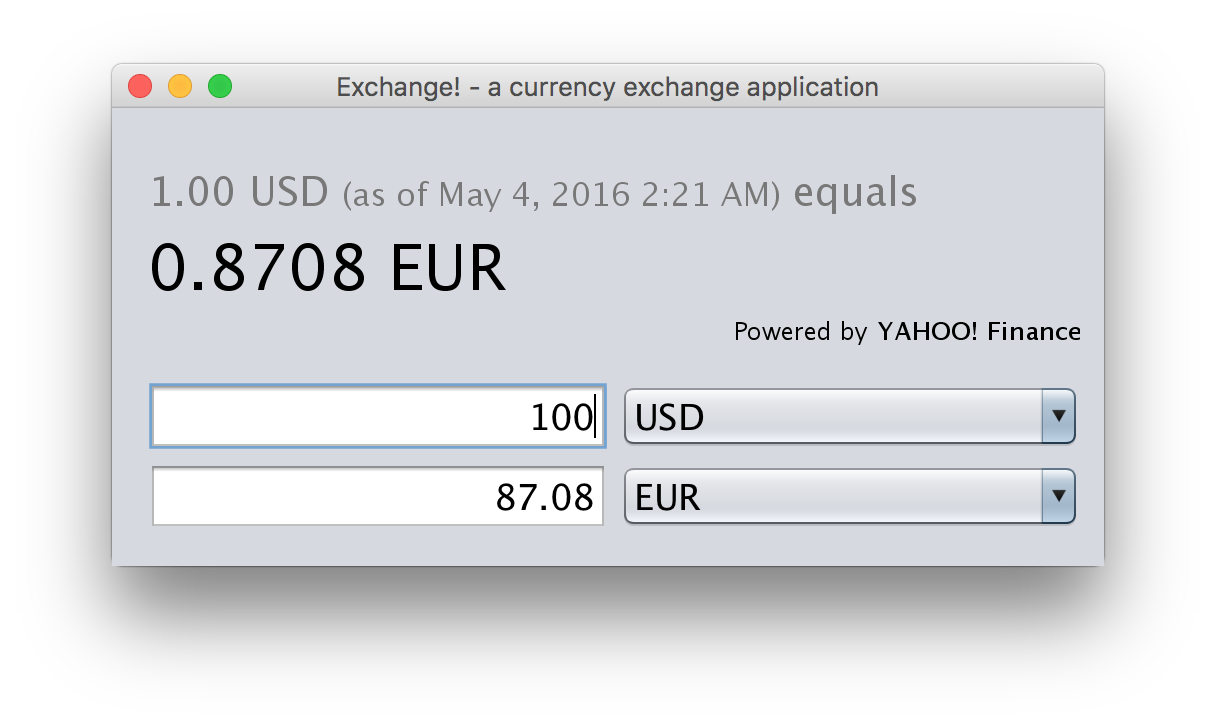 Exchange! - a currency exchange application
1.00 USD (as of May 4, 2016 2:21 AM) equals
0.8708 EUR
Powered by YAHOO! Finance
100 USD
87.08 EUR